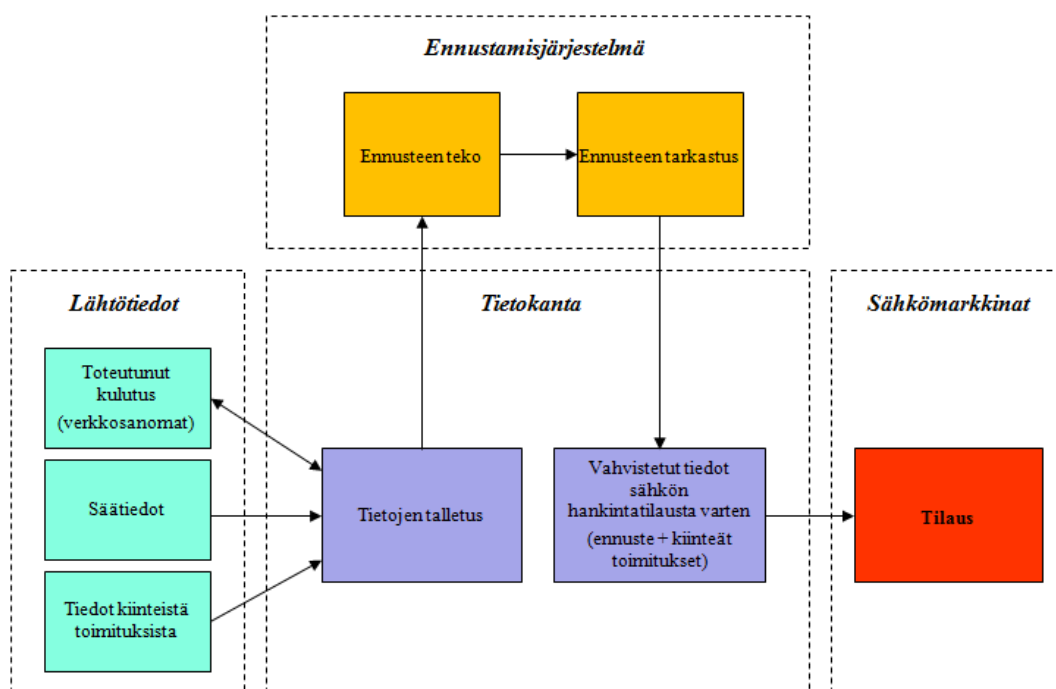 Ennustamisjärjestelmä
Ennusteen teko
Ennusteen tarkastus
Lähtötiedot
Tietokanta
Sähkömarkkinat
Toteutunut
kulutus
(verkkosanomat)
Säätiedot
Tiedot kiinteistä
toimituksista
Tietojen talletus
Vahvistetut tiedot
sähkön
hankintatilausta varten
(ennuste + kiinteät
toimitukset)
Tilaus